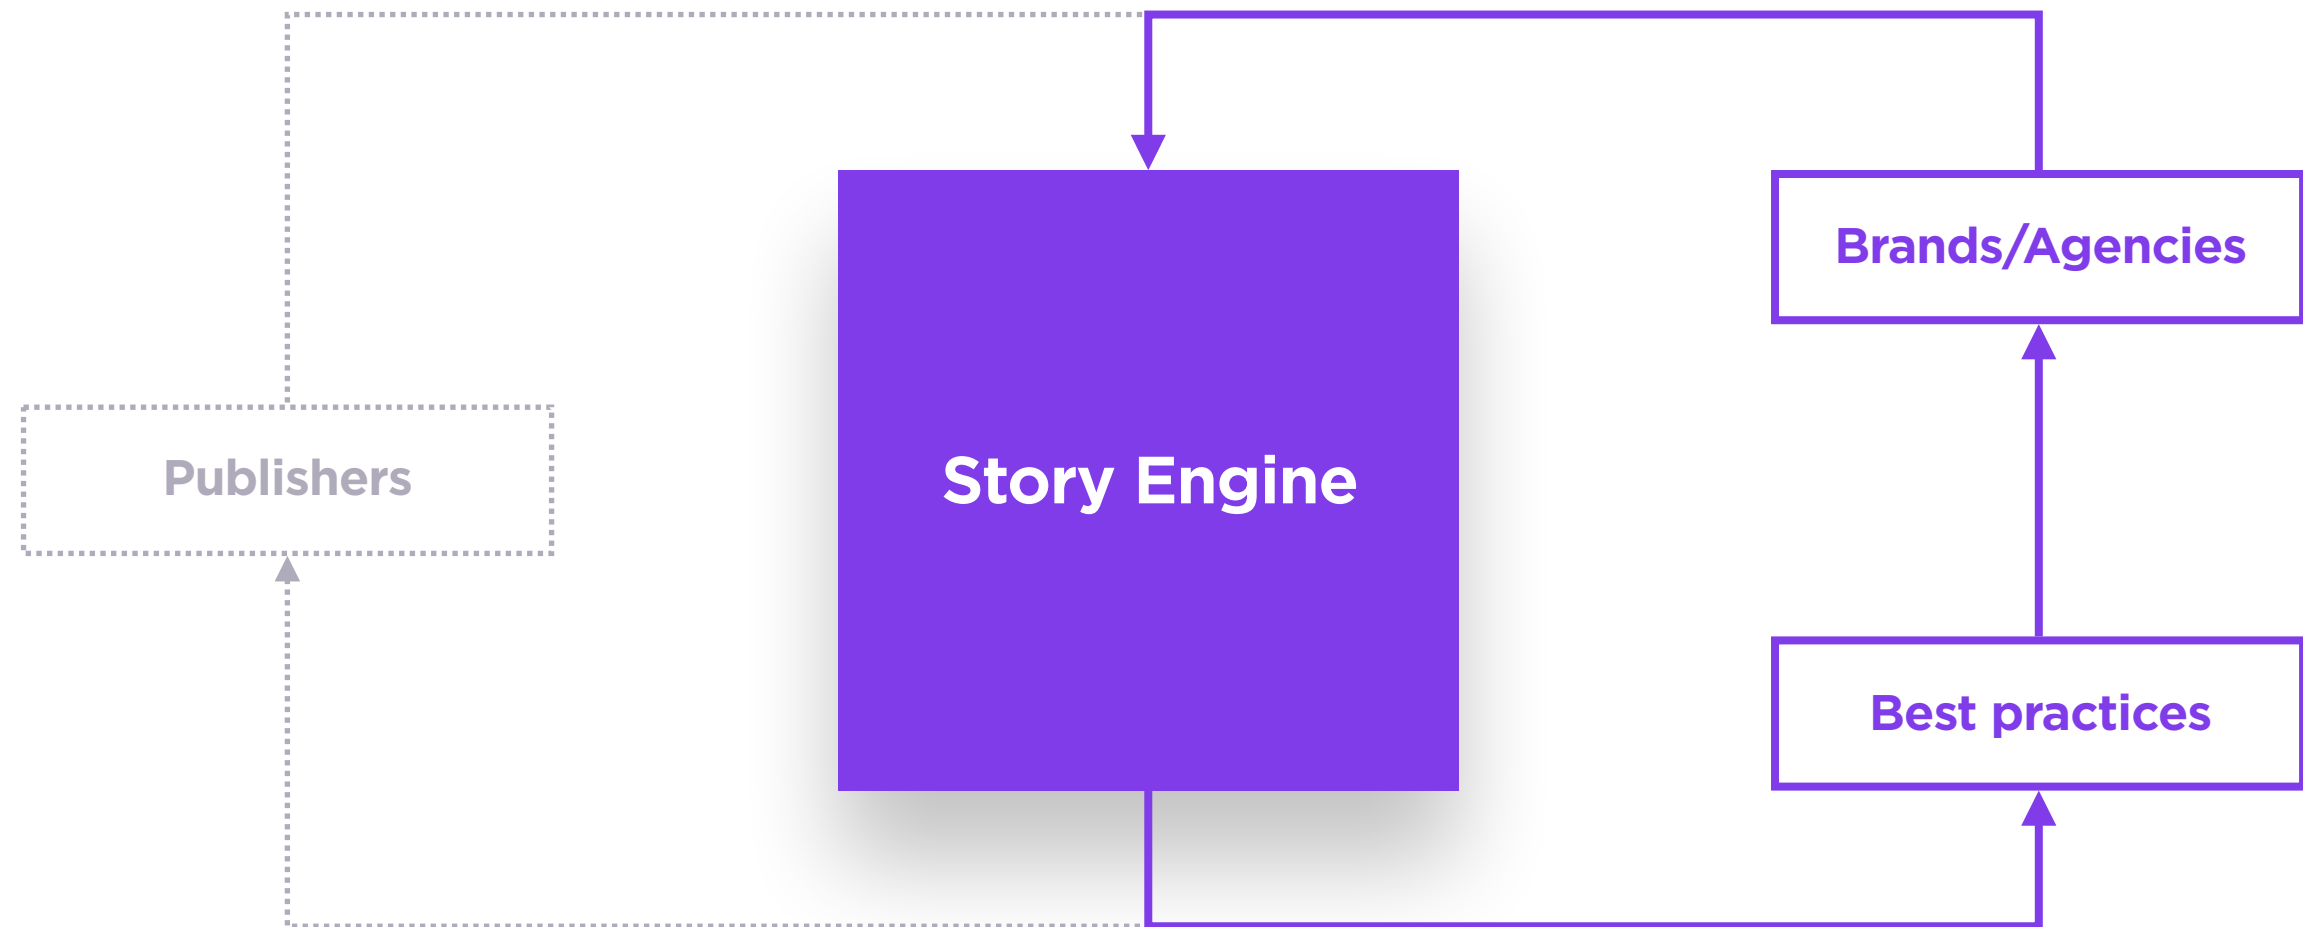 Publishers
Story Engine
Brands/Agencies
Best practices